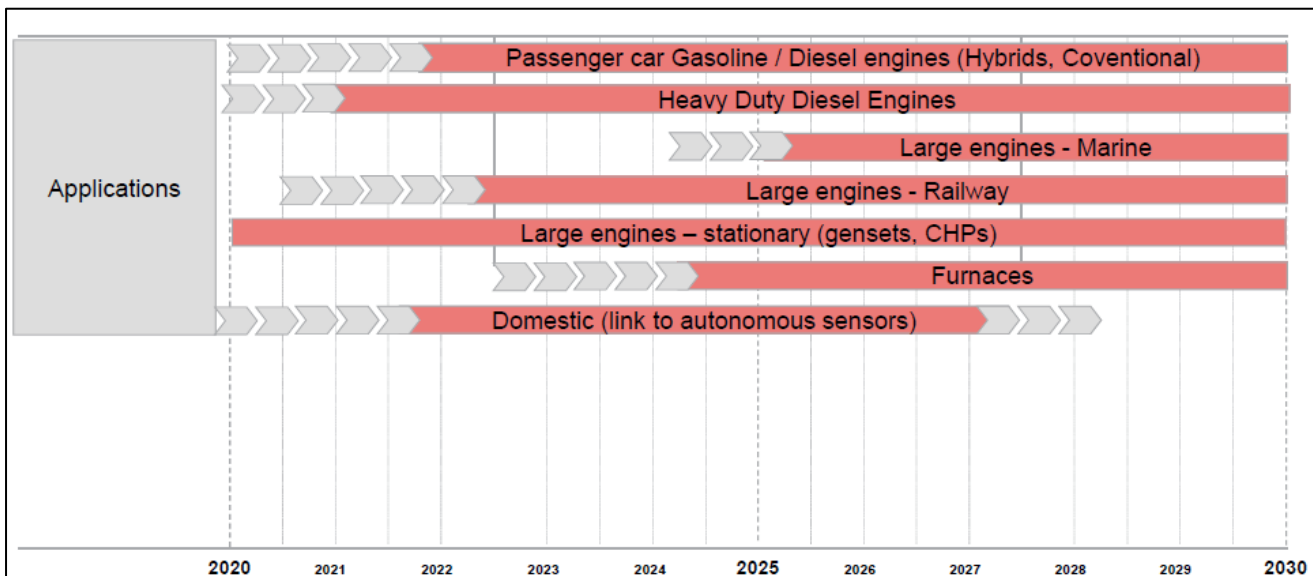 Applications
Passenger car Gasoline / Diesel engines (Hybrids, Coventional)
Heavy Duty Diesel Engines
Large engines - Marine
Large engines - Railway
Large engines – stationary (gensets, CHPs)
Furnaces
Domestic (link to autonomous sensors)
2020 2021 2022 2023 2024 2025 2026 2027 2028 2029 2030